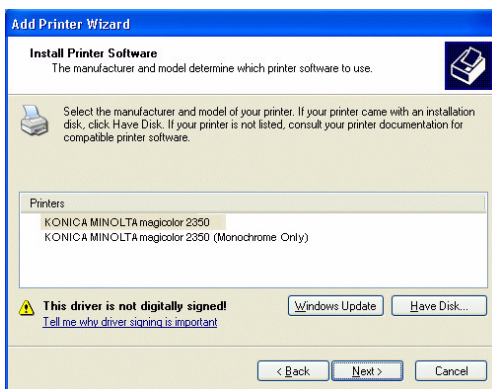 Add Printer Wizard
Install Printer Software
The manufacturer and model determine which printer software to use.
Select the manufacturer and model of your printer. If your printer came with an installation
disk, click Have Disk. If your printer is not listed, consult your printer documentation for
compatible printer software.
Printers
KONICA MINOLTA magicolor 2350
KONICA MINOLTA magicolor 2350 (Monochrome Only)
This driver is not digitally signed!
Tell me why driver signing is important
Windows Update
Have Disk...
< Back
Next >
Cancel